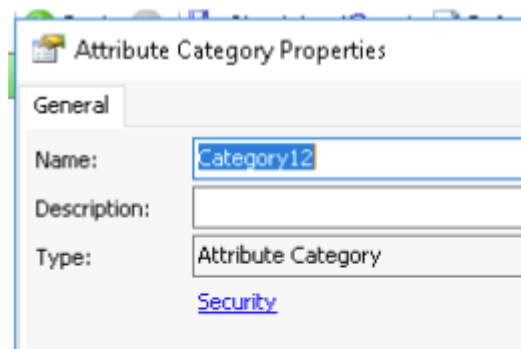 Attribute Category Properties
General
Name: Category12
Description:
Type: Attribute Category
Security